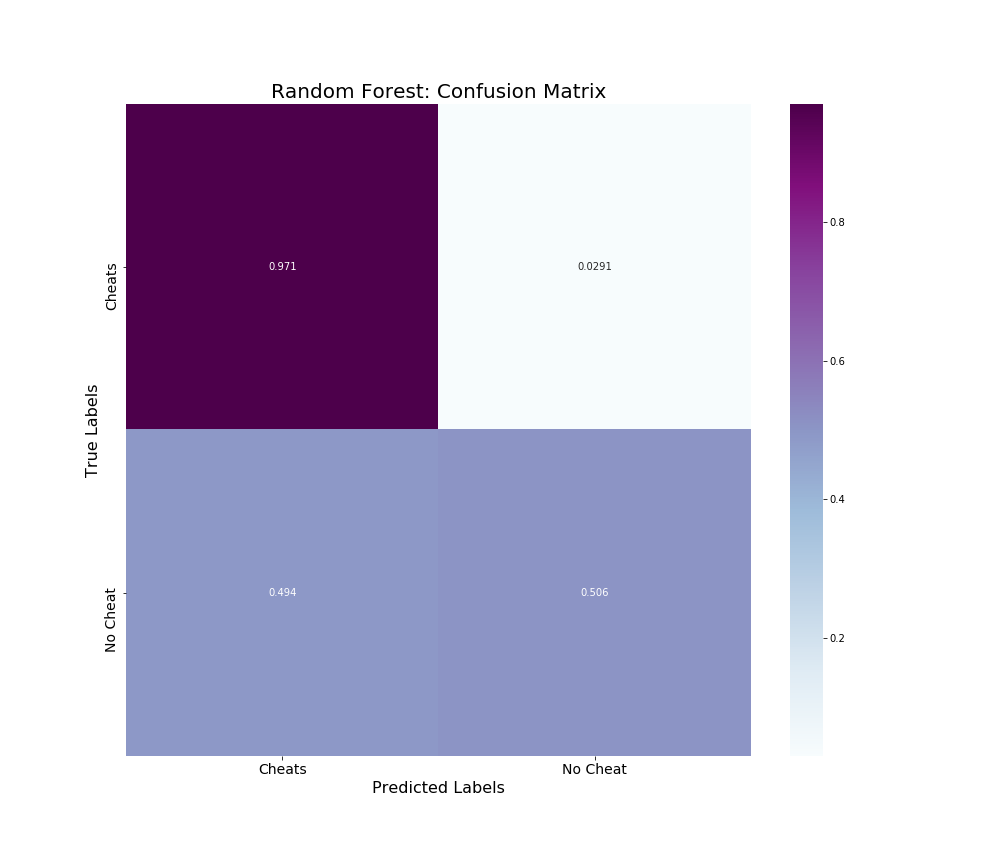 Random Forest: Confusion Matrix
True Labels
Cheats
0.971
0.0291
No Cheat
0.494
0.506
Cheats
No Cheat
Predicted Labels
0.8
0.6
0.4
0.2